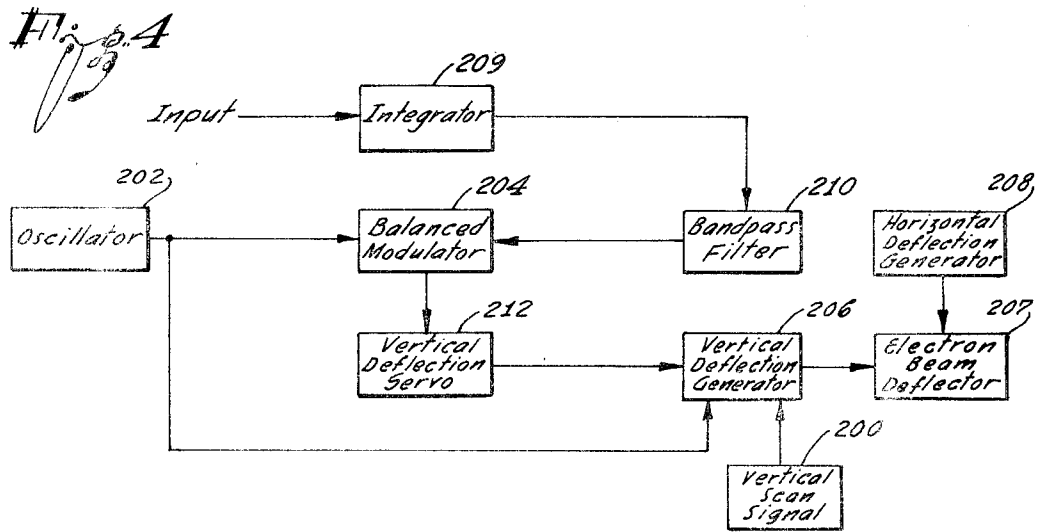 Fig. 4
209
Input
Integrator
202
204
210
208
Oscillator
Balanced
Modulator
Bandpass
Filter
Horizontal
Deflection
Generator
212
206
207
Vertical
Deflection
Servo
Vertical
Deflection
Generator
Electron
Beam
Deflector
200
Vertical
Scan
Signal